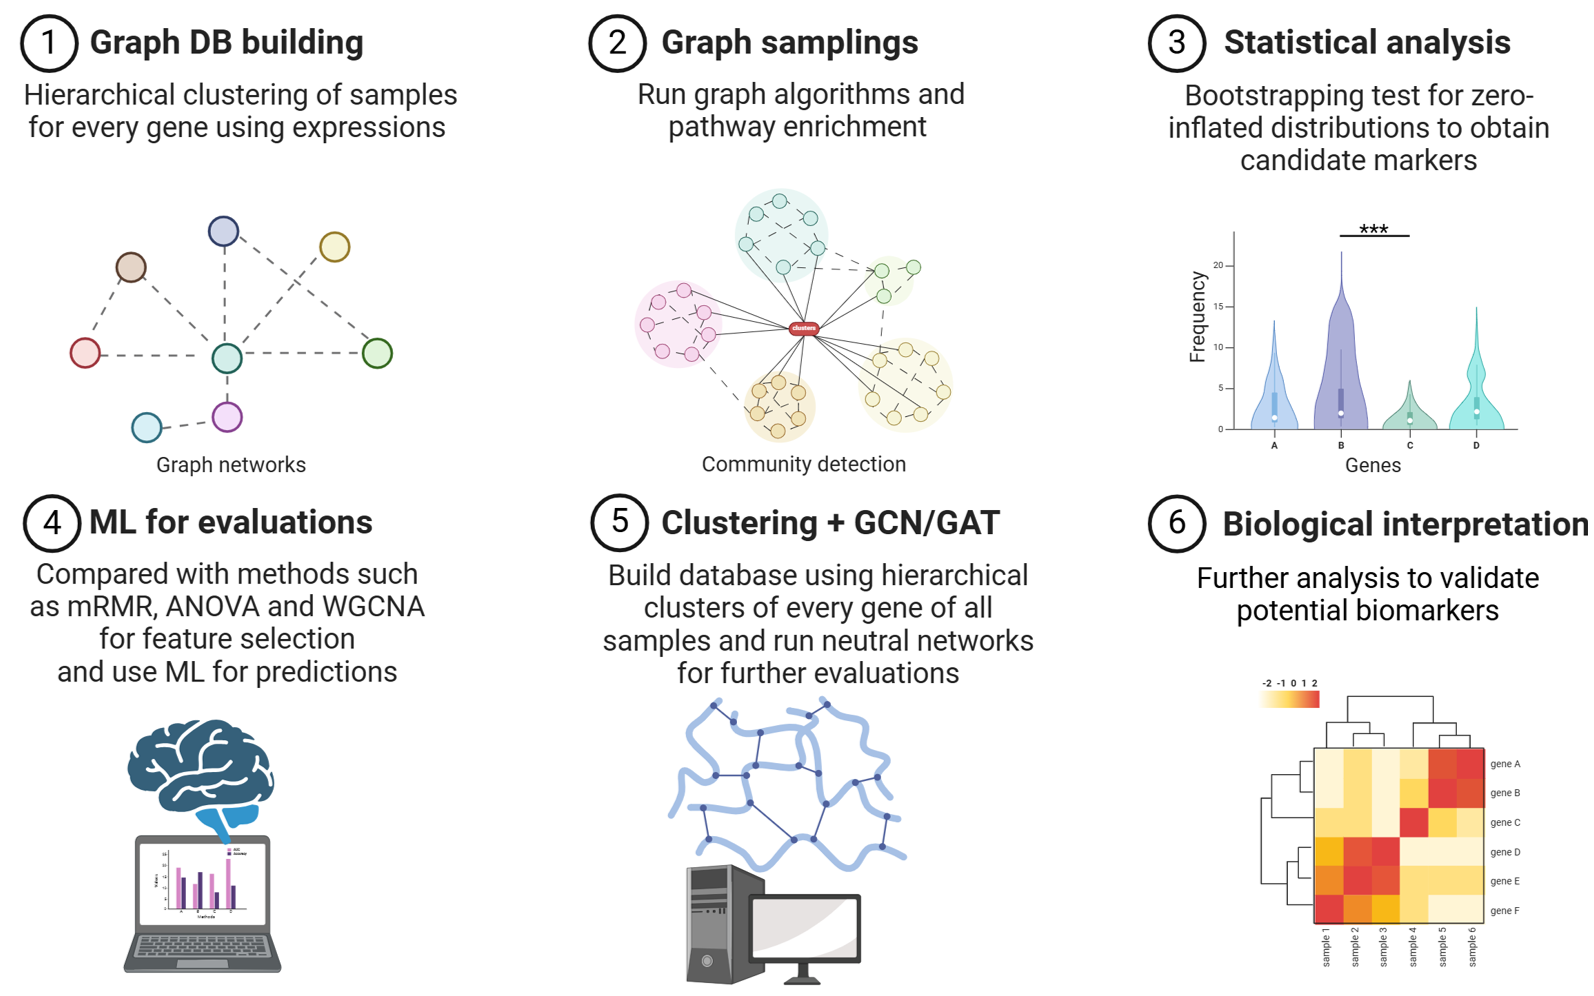 1 Graph DB building
Hierarchical clustering of samples
for every gene using expressions
Graph networks
2 Graph samplings
Run graph algorithms and
pathway enrichment
clusters
Community detection
3 Statistical analysis
Bootstrapping test for zero-
inflated distributions to obtain
candidate markers
***
Frequency
20
15
10
5
0
A B C D
Genes
4 ML for evaluations
Compared with methods such
as mRMR, ANOVA and WGCNA
for feature selection
and use ML for predictions
A B C D
Methods
5 Clustering + GCN/GAT
Build database using hierarchical
clusters of every gene of all
samples and run neutral networks
for further evaluations
6 Biological interpretation
Further analysis to validate
potential biomarkers
-2 -1 0 1 2
gene A
gene B
gene C
gene D
gene E
gene F
sample 1
sample 2
sample 3
sample 4
sample 5
sample 6